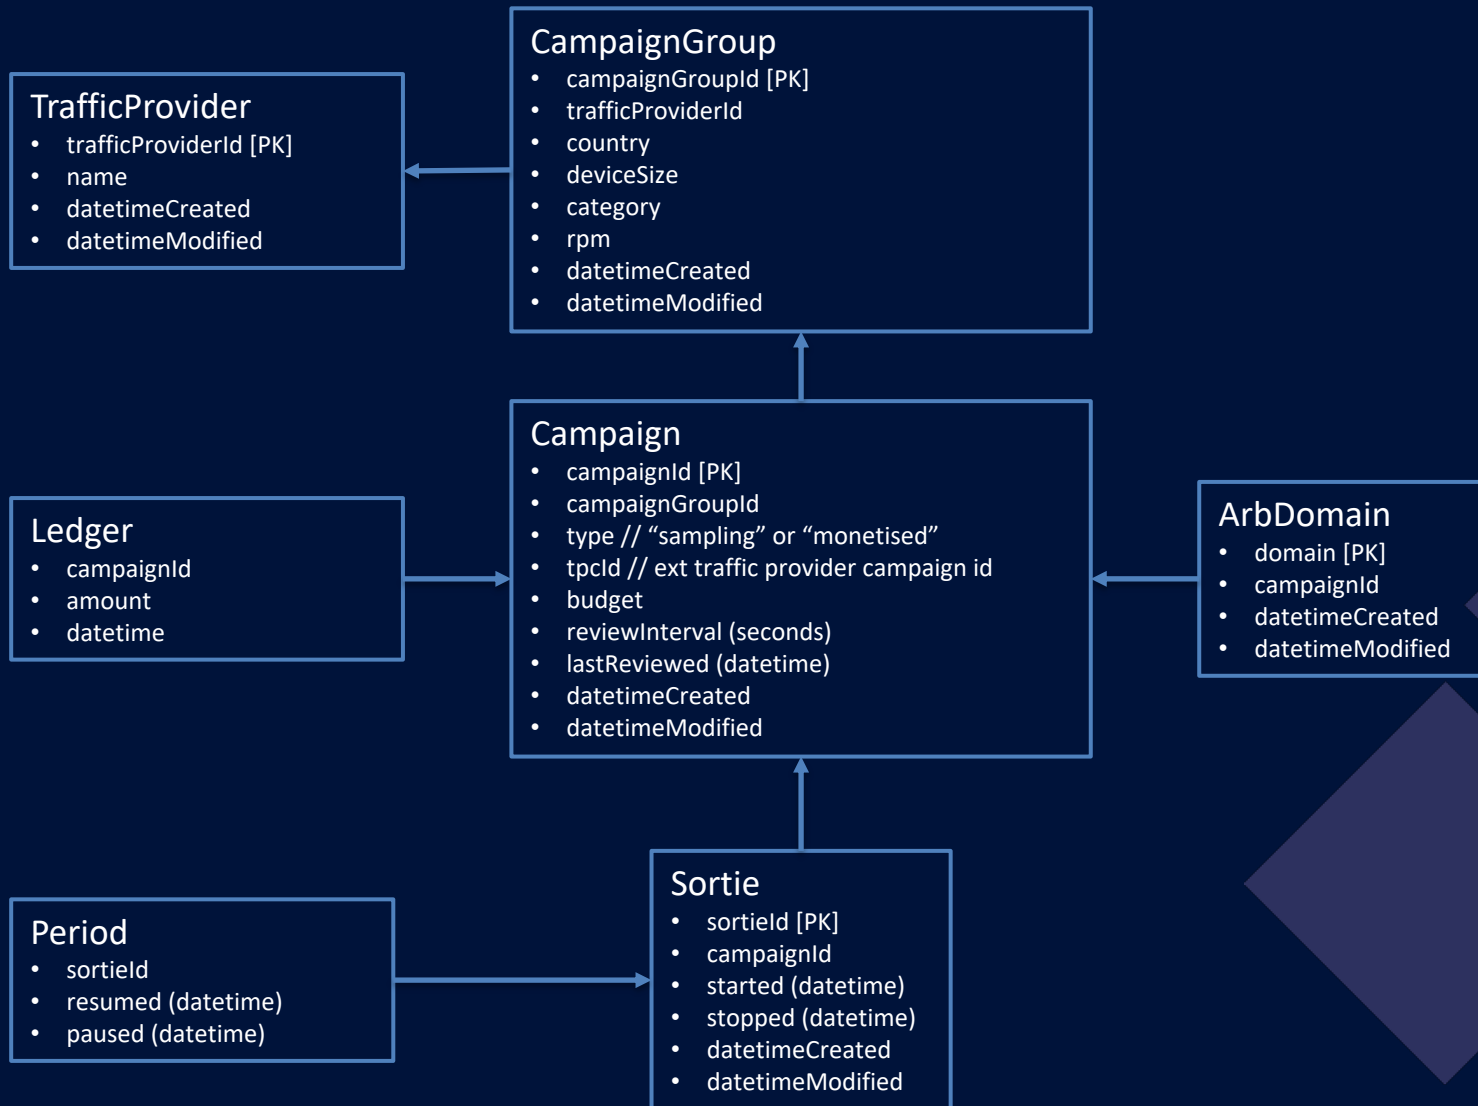 CampaignGroup
• campaignGroupId [PK]
• trafficProviderId
• country
• deviceSize
• category
• rpm
• datetimeCreated
• datetimeModified
TrafficProvider
• trafficProviderId [PK]
• name
• datetimeCreated
• datetimeModified
Campaign
• campaignId [PK]
• campaignGroupId
• type // “sampling” or “monetised”
• tpcId // ext traffic provider campaign id
• budget
• reviewInterval (seconds)
• lastReviewed (datetime)
• datetimeCreated
• datetimeModified
Ledger
• campaignId
• amount
• datetime
ArbDomain
• domain [PK]
• campaignId
• datetimeCreated
• datetimeModified
Sortie
• sortieId [PK]
• campaignId
• started (datetime)
• stopped (datetime)
• datetimeCreated
• datetimeModified
Period
• sortieId
• resumed (datetime)
• paused (datetime)